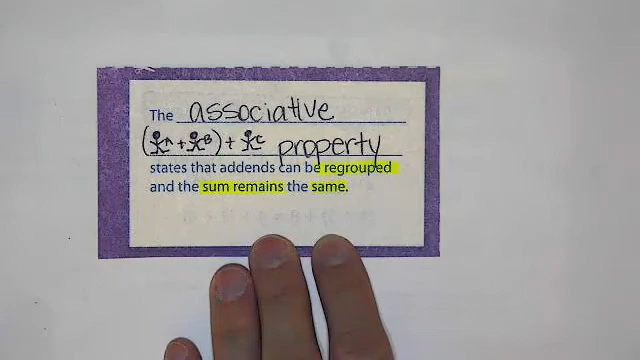 The associative
(A + B) + C property
states that addends can be regrouped
and the sum remains the same.